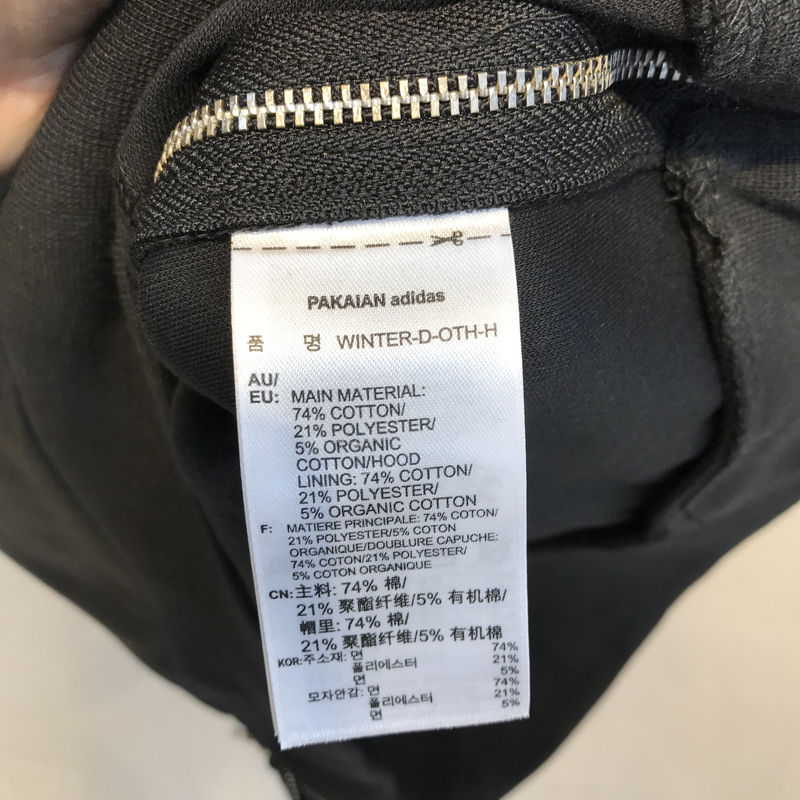 PAKAIAN adidas
품 명 WINTER-D-OTH-H
AU/
EU: MAIN MATERIAL:
74% COTTON/
21% POLYESTER/
5% ORGANIC
COTTON/HOOD
LINING: 74% COTTON/
21% POLYESTER/
5% ORGANIC COTTON
F: MATIERE PRINCIPALE: 74% COTON/
21% POLYESTER/5% COTON
ORGANIQUE/DOUBLURE CAPUCHE:
74% COTON/21% POLYESTER/
5% COTON ORGANIQUE
CN: 主料: 74% 棉/
21% 聚酯纤维/5% 有机棉/
帽里: 74% 棉/
21% 聚酯纤维/5% 有机棉
KOR: 주소재: 면 74%
폴리에스터 21%
면 5%
모자안감: 면 74%
폴리에스터 21%
면 5%